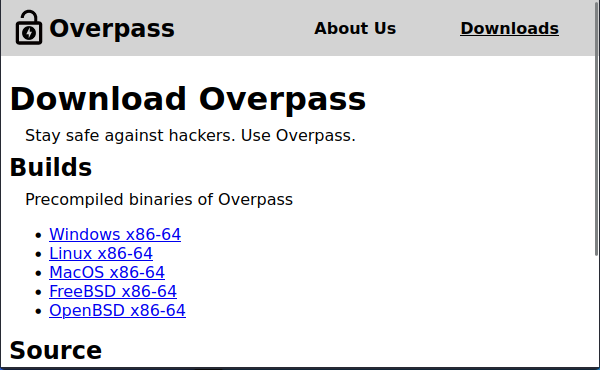 Overpass
About Us
Downloads
Download Overpass
Stay safe against hackers. Use Overpass.
Builds
Precompiled binaries of Overpass
Windows x86-64
Linux x86-64
MacOS x86-64
FreeBSD x86-64
OpenBSD x86-64
Source